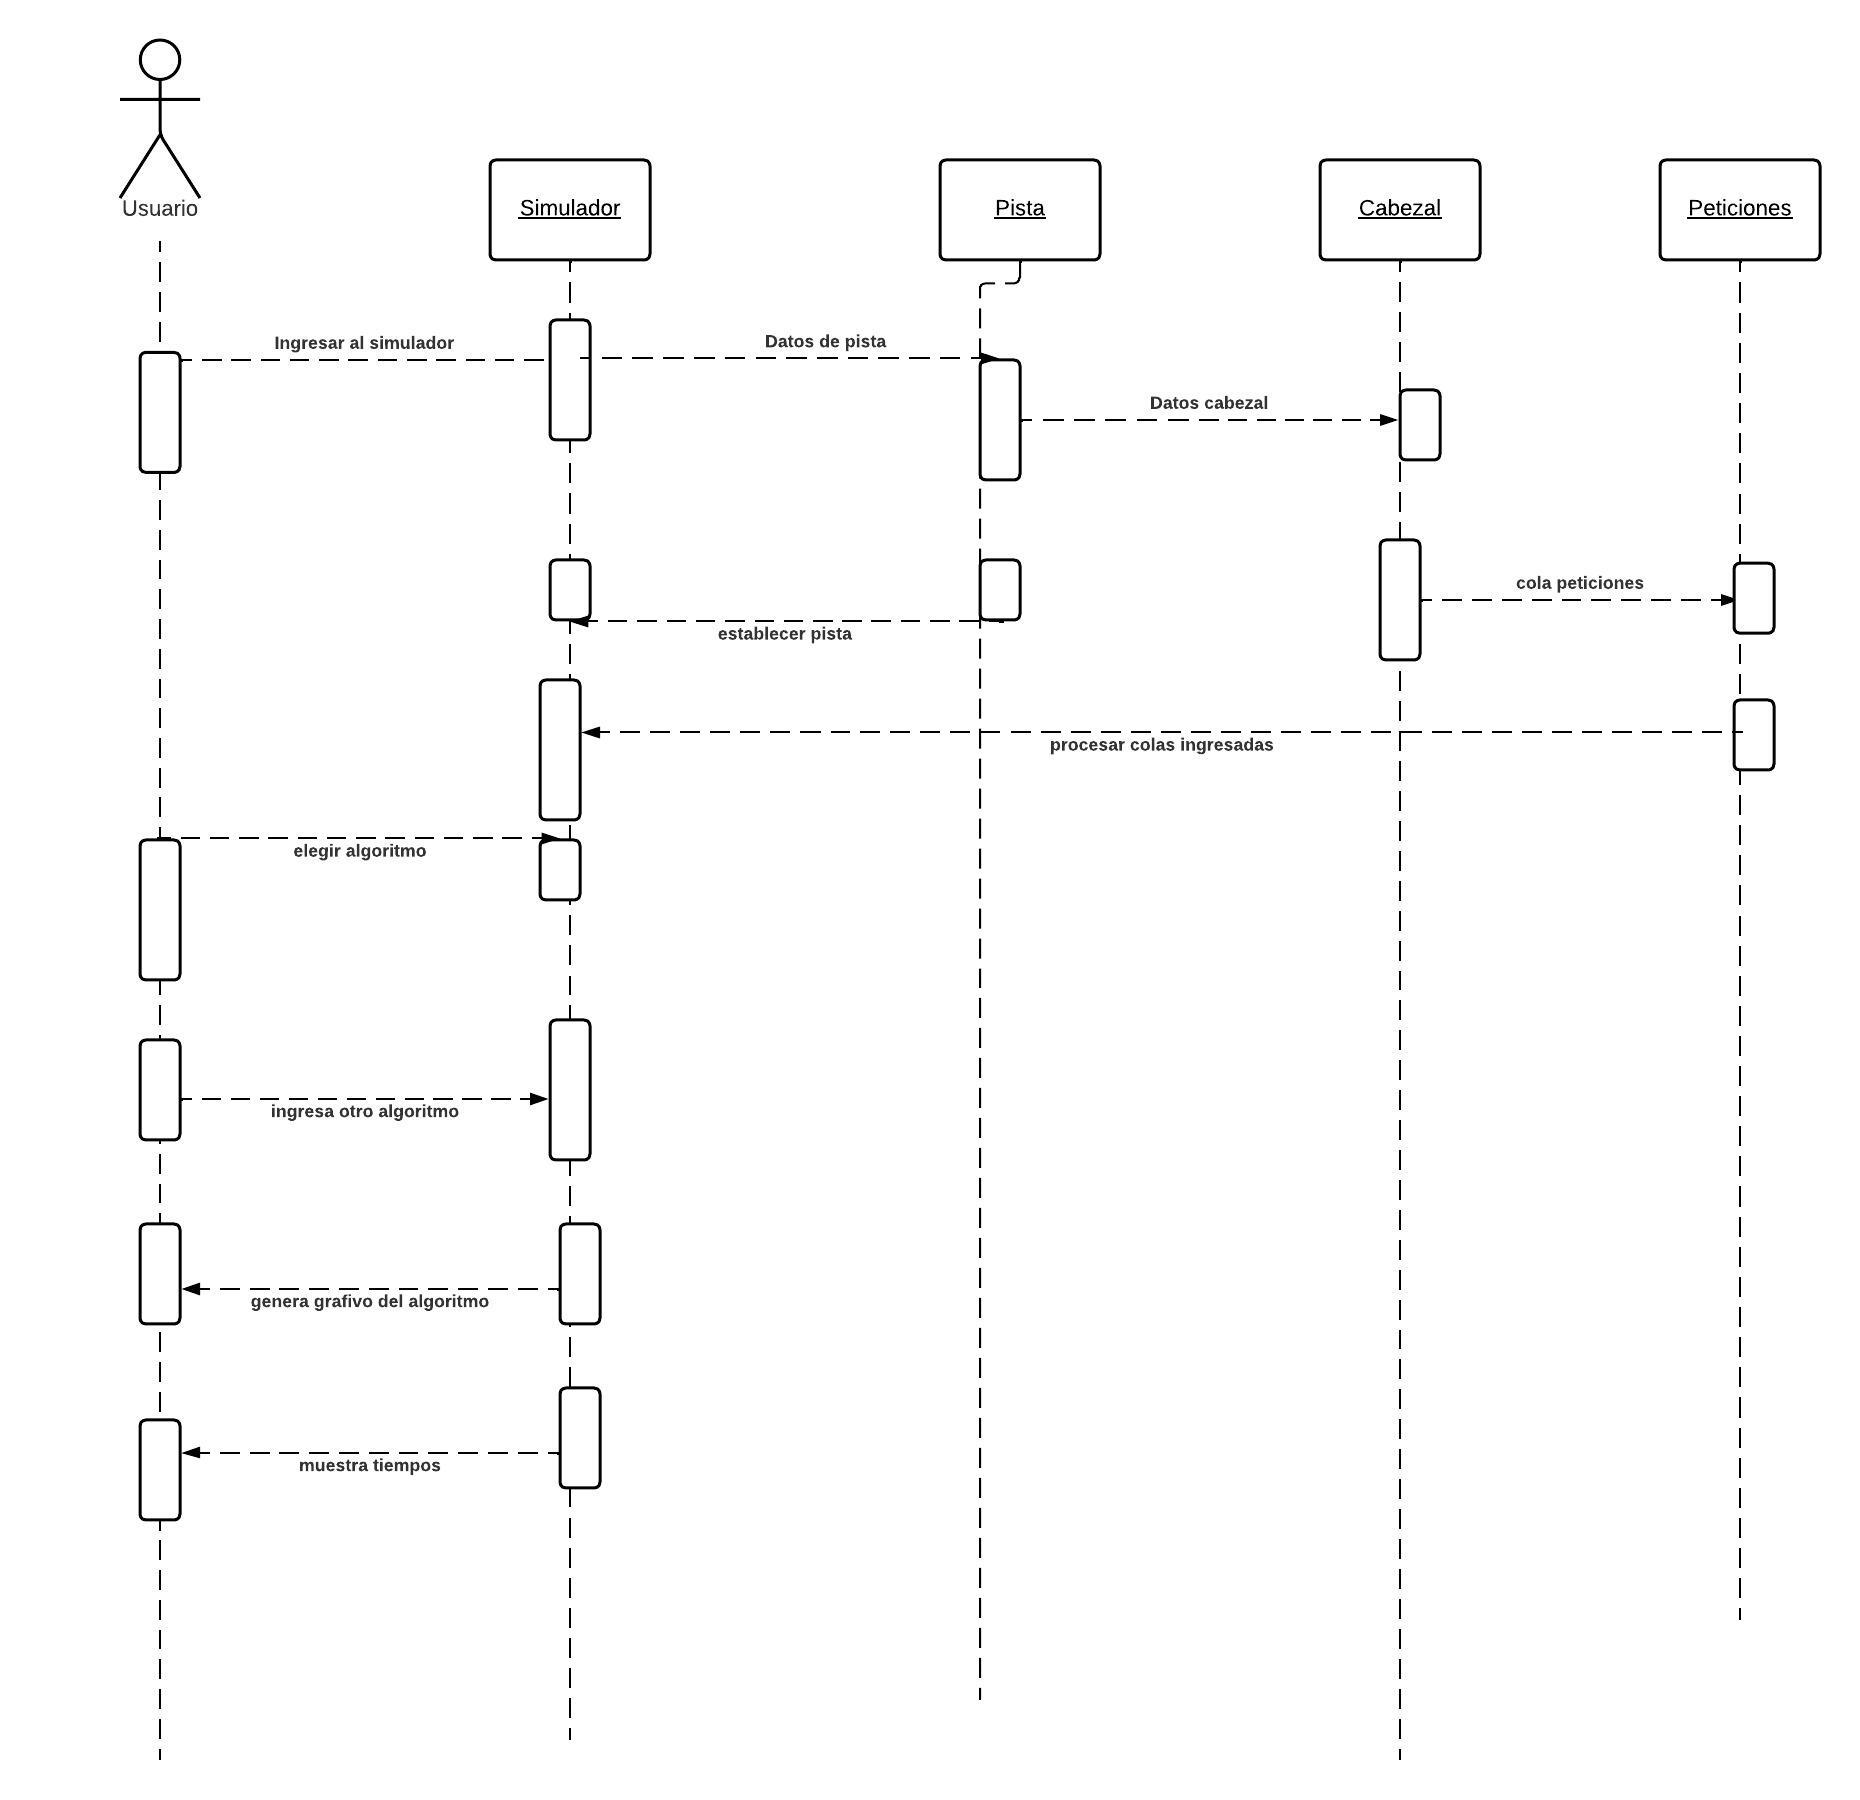 Usuario
Simulador
Pista
Cabezal
Peticiones
Ingresar al simulador
Datos de pista
Datos cabezal
cola peticiones
establecer pista
procesar colas ingresadas
elegir algoritmo
ingresa otro algoritmo
genera grafivo del algoritmo
muestra tiempos